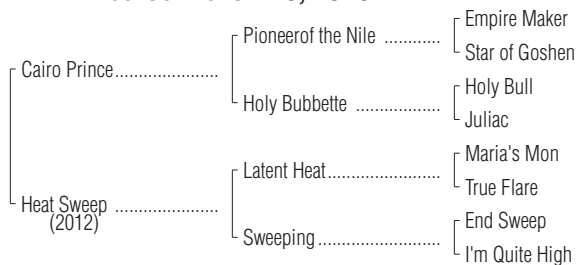 Empire Maker
Pioneerof the Nile ............
Star of Goshen
Cairo Prince.....................
Holy Bull
Holy Bubbette ..................
Juliac
Maria's Mon
Latent Heat........................
True Flare
Heat Sweep .....................
(2012)
End Sweep
Sweeping..........................
I'm Quite High